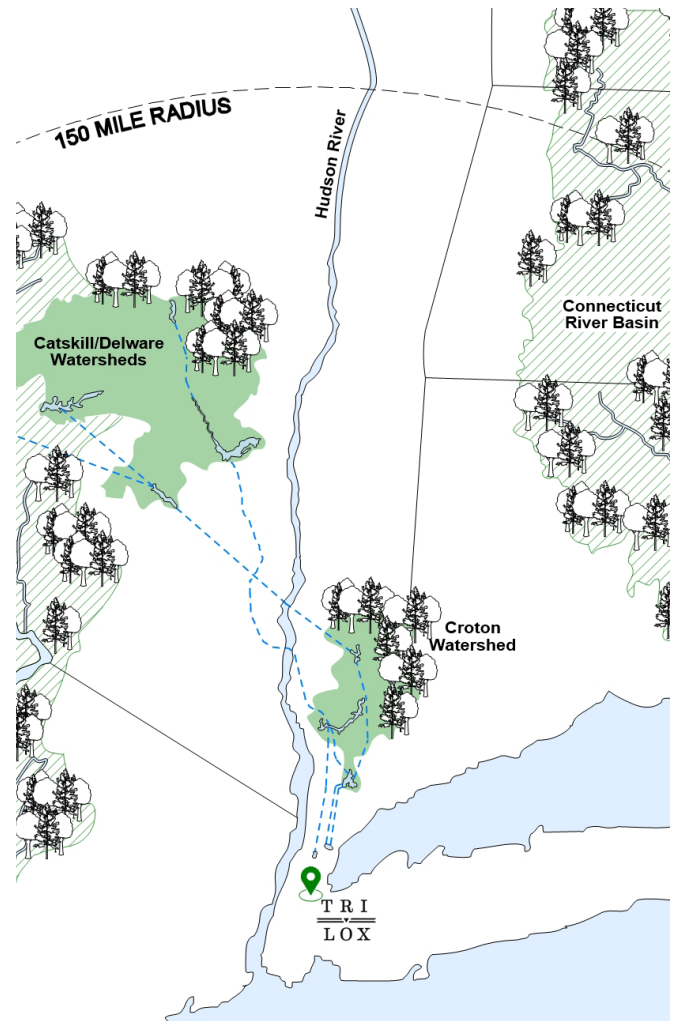 150 MILE RADIUS
Hudson River
Connecticut
River Basin
Catskill/Delware
Watersheds
Croton
Watershed
TRI
LOX